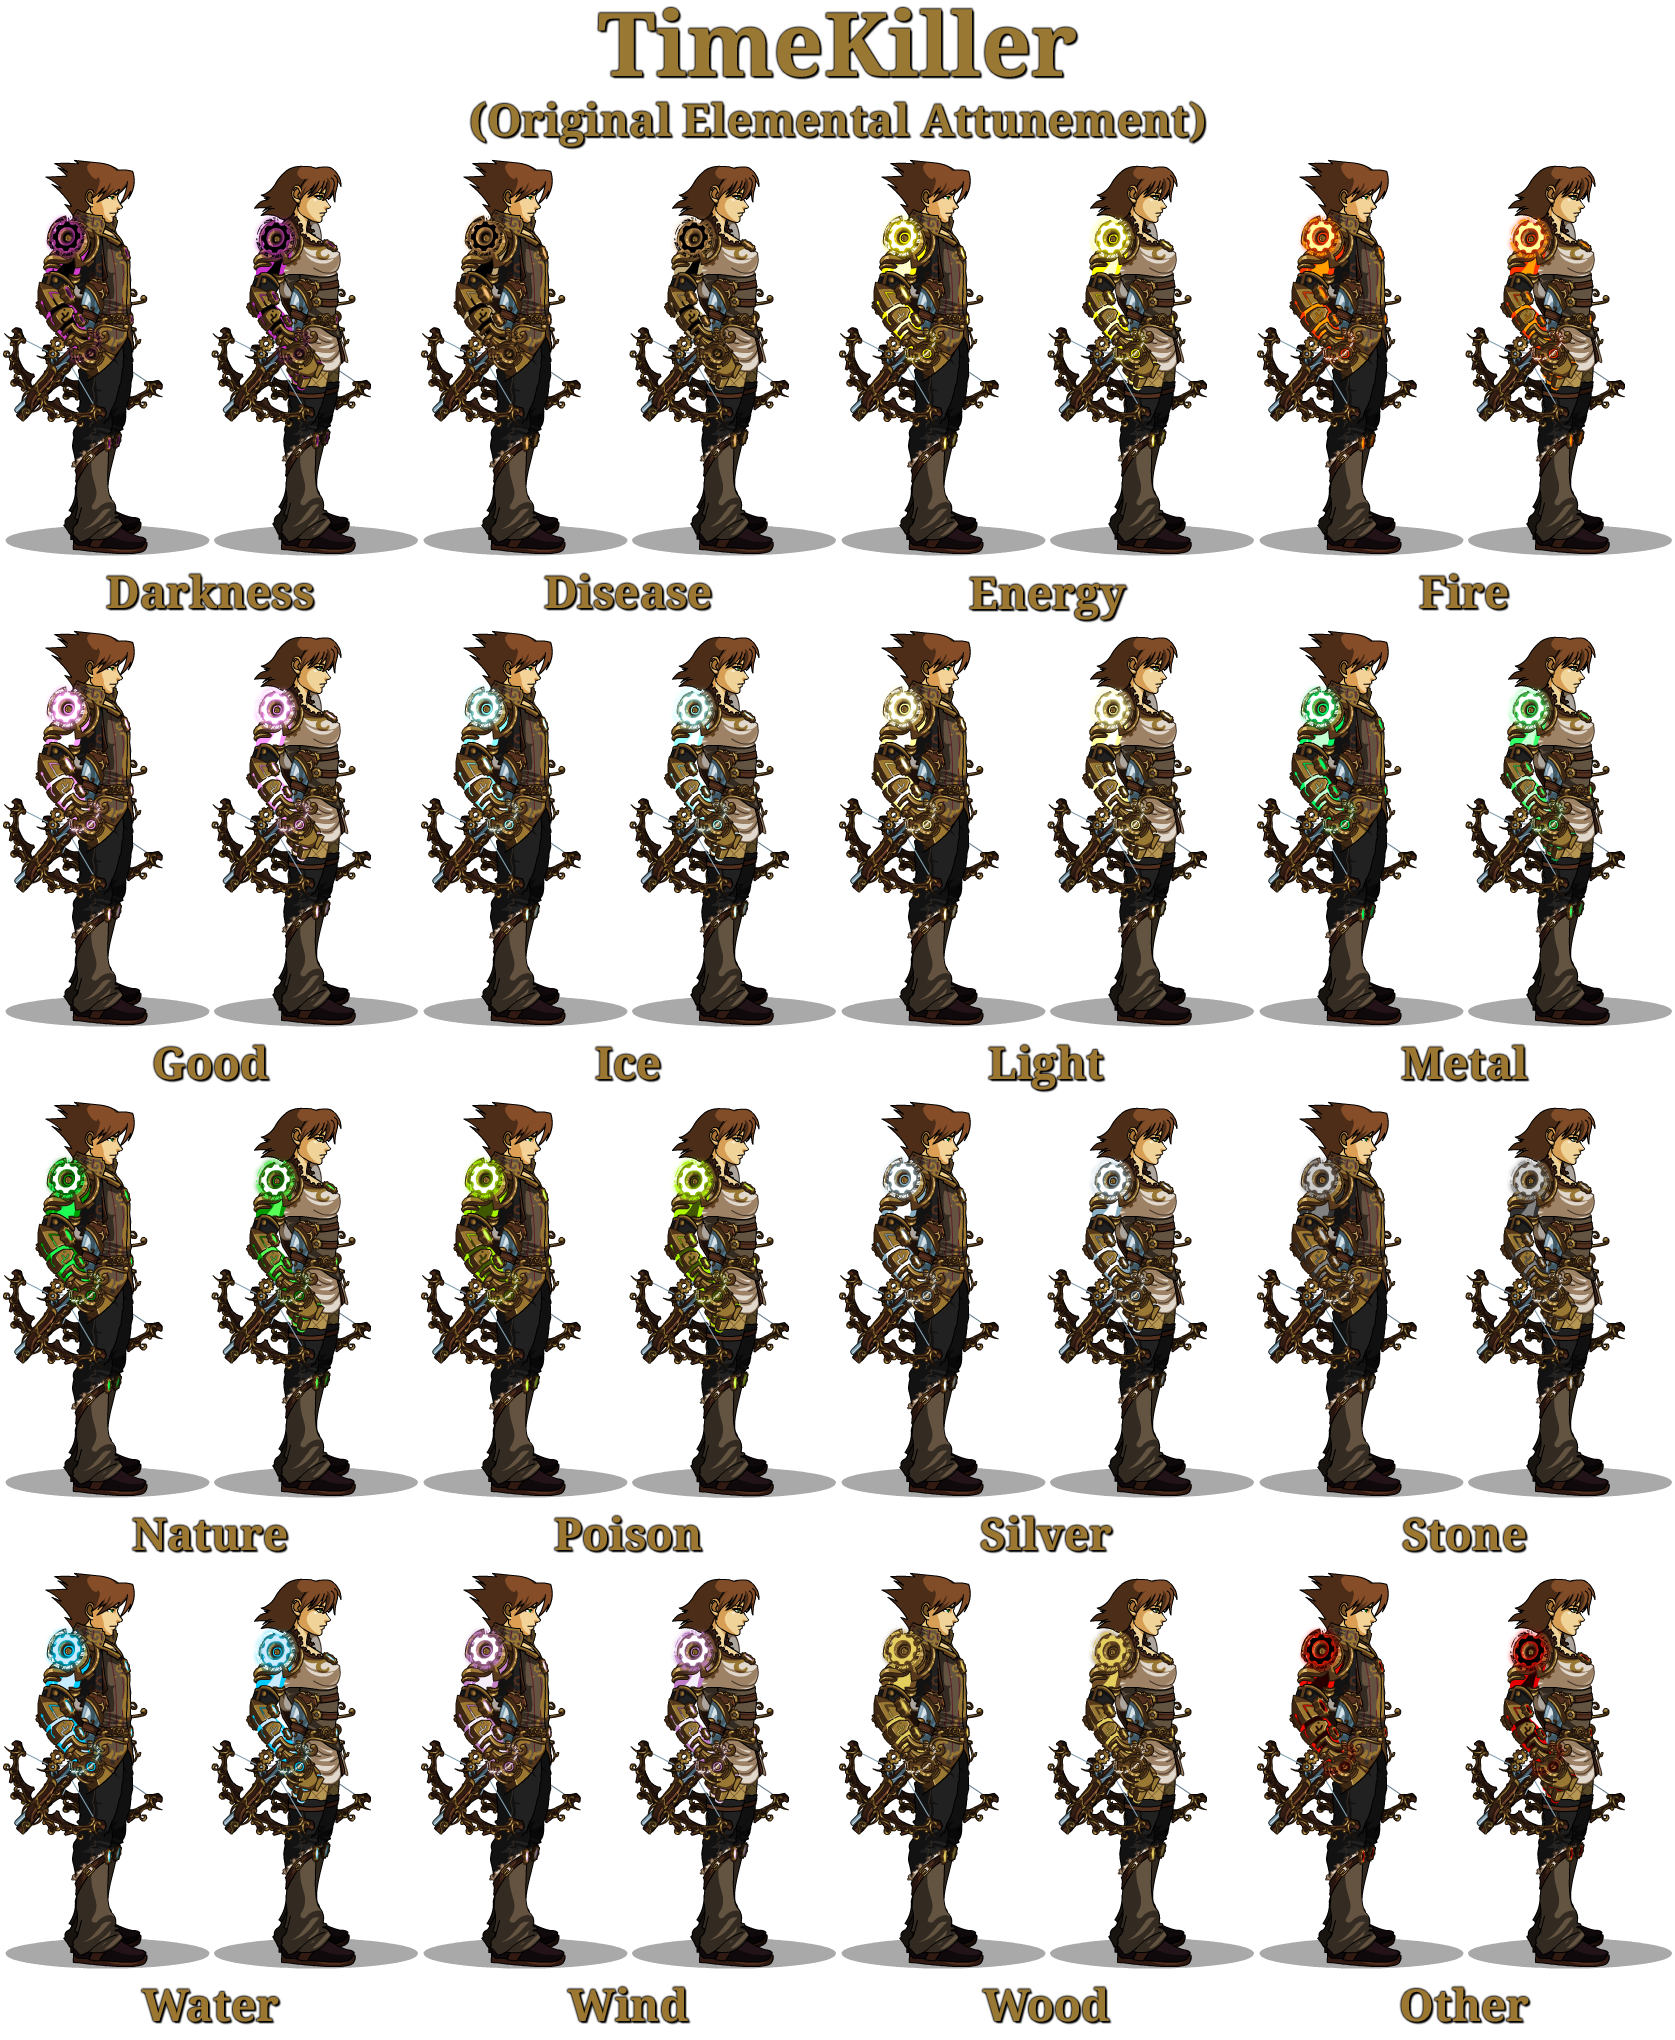 TimeKiller
(Original Elemental Attunement)
Darkness Disease Energy Fire
Good Ice Light Metal
Nature Poison Silver Stone
Water Wind Wood Other